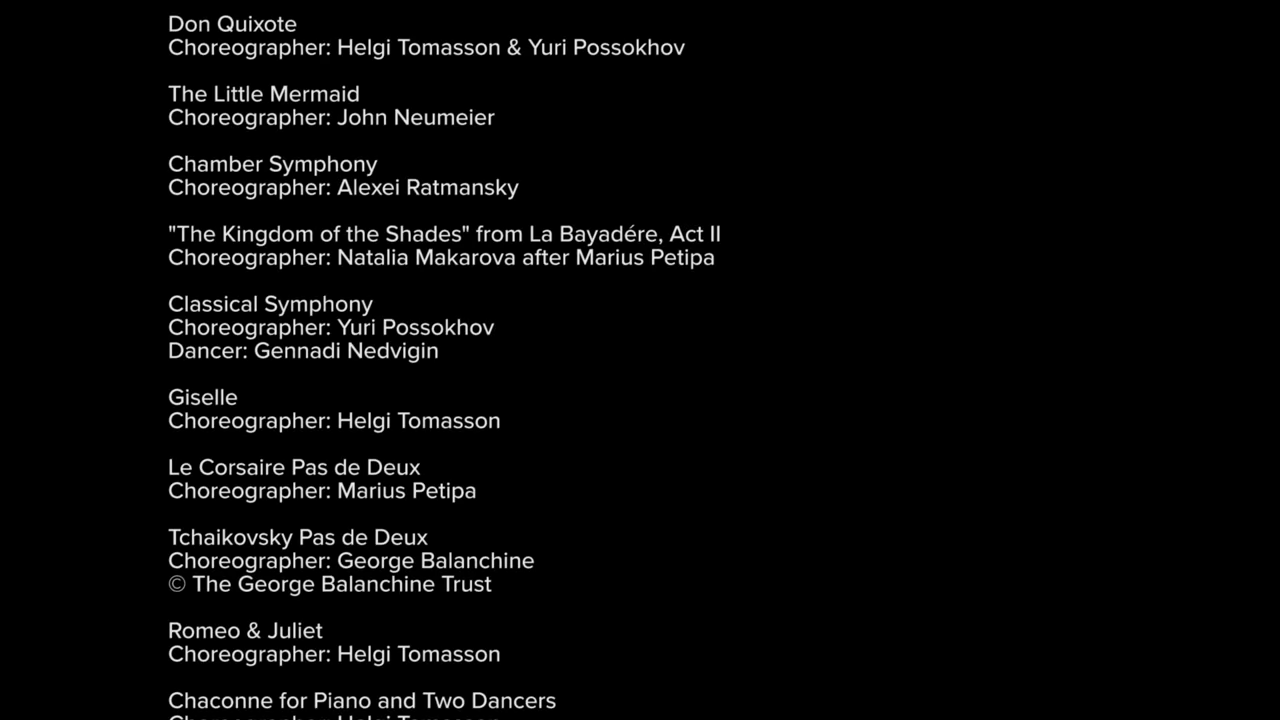 Don Quixote
Choreographer: Helgi Tomasson & Yuri Possokhov
The Little Mermaid
Choreographer: John Neumeier
Chamber Symphony
Choreographer: Alexei Ratmansky
"The Kingdom of the Shades" from La Bayadére, Act II
Choreographer: Natalia Makarova after Marius Petipa
Classical Symphony
Choreographer: Yuri Possokhov
Dancer: Gennadi Nedvigin
Giselle
Choreographer: Helgi Tomasson
Le Corsaire Pas de Deux
Choreographer: Marius Petipa
Tchaikovsky Pas de Deux
Choreographer: George Balanchine
© The George Balanchine Trust
Romeo & Juliet
Choreographer: Helgi Tomasson
Chaconne for Piano and Two Dancers
Choreographer: Helgi Tomasson